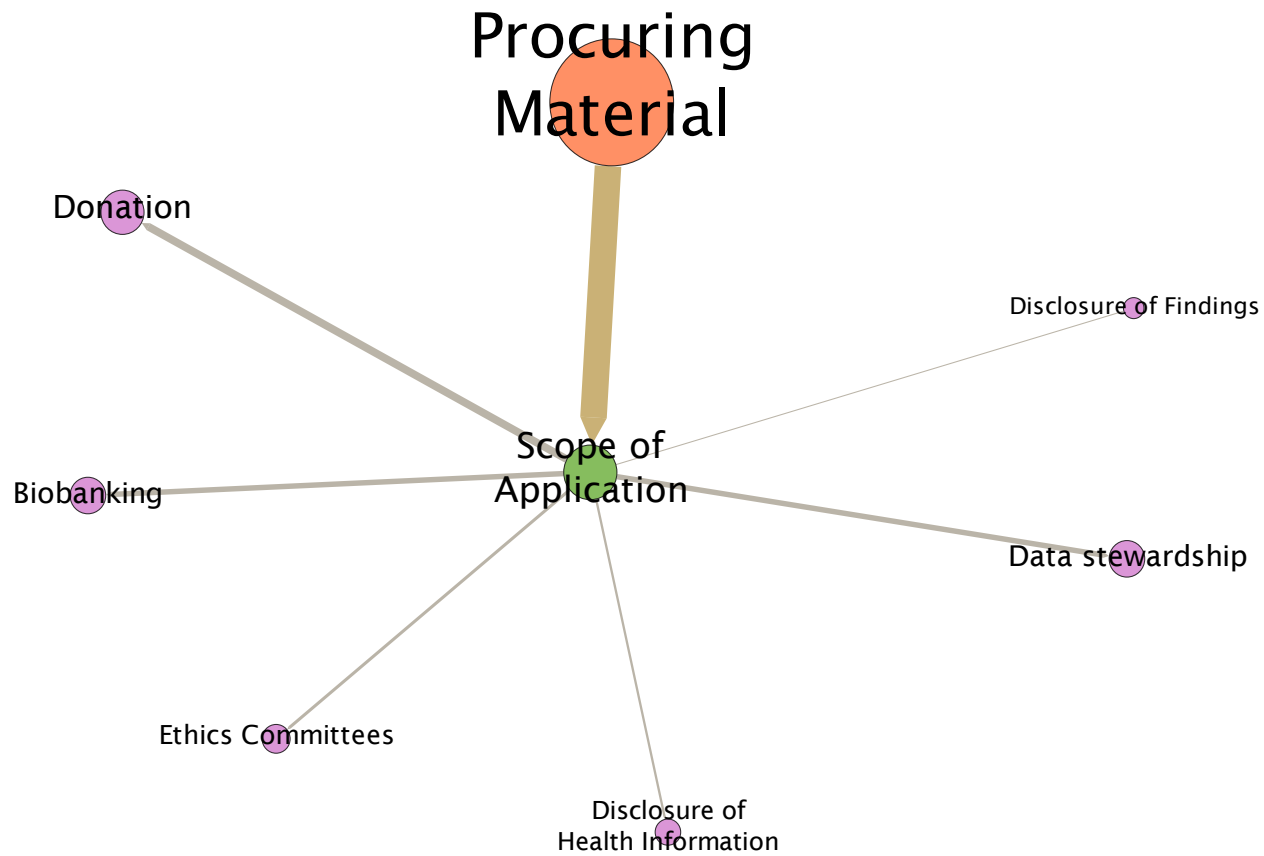 Procuring
Material
Donation
Disclosure of Findings
Scope of
Application
Biobanking
Data stewardship
Ethics Committees
Disclosure of
Health Information